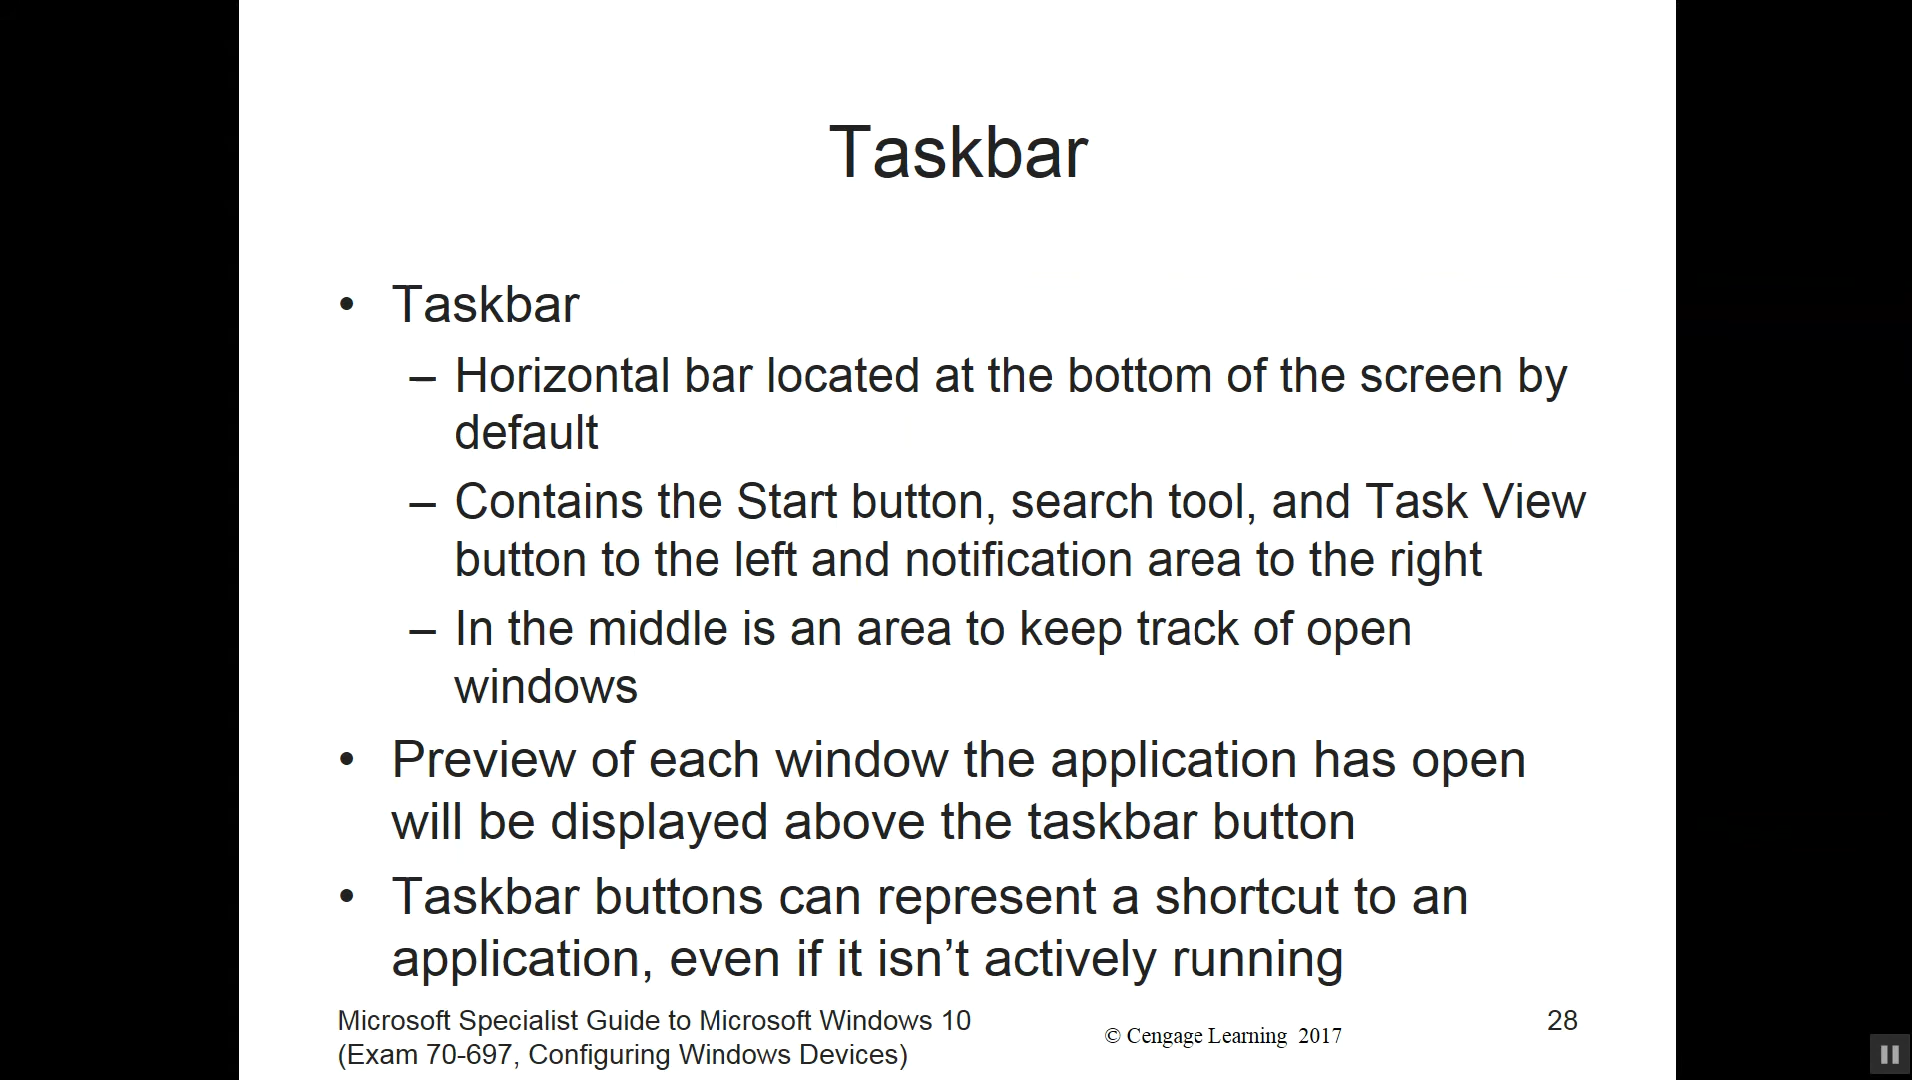 Taskbar
• Taskbar
– Horizontal bar located at the bottom of the screen by
default
– Contains the Start button, search tool, and Task View
button to the left and notification area to the right
– In the middle is an area to keep track of open
windows
• Preview of each window the application has open
will be displayed above the taskbar button
• Taskbar buttons can represent a shortcut to an
application, even if it isn’t actively running
Microsoft Specialist Guide to Microsoft Windows 10
(Exam 70-697, Configuring Windows Devices)
© Cengage Learning 2017
28